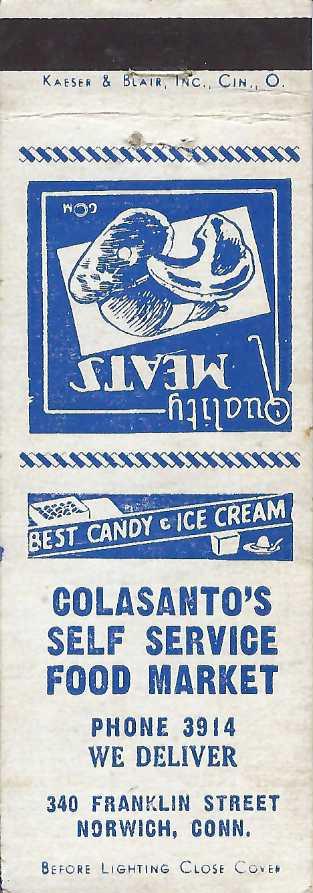 KAESER & BLAIR, INC., CIN., O.
Quality
MEATS
BEST CANDY & ICE CREAM
COLASANTO'S
SELF SERVICE
FOOD MARKET
PHONE 3914
WE DELIVER
340 FRANKLIN STREET
NORWICH, CONN.
BEFORE LIGHTING CLOSE COVER